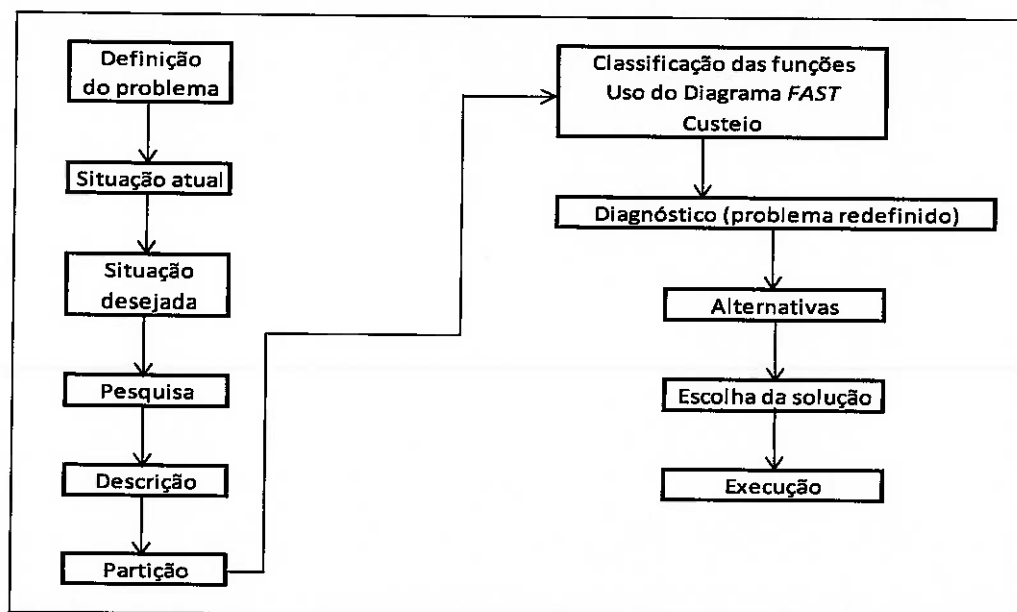 Definição
do problema
Situação atual
Situação
desejada
Pesquisa
Descrição
Partição
Classificação das funções
Uso do Diagrama FAST
Custeio
Diagnóstico (problema redefinido)
Alternativas
Escolha da solução
Execução